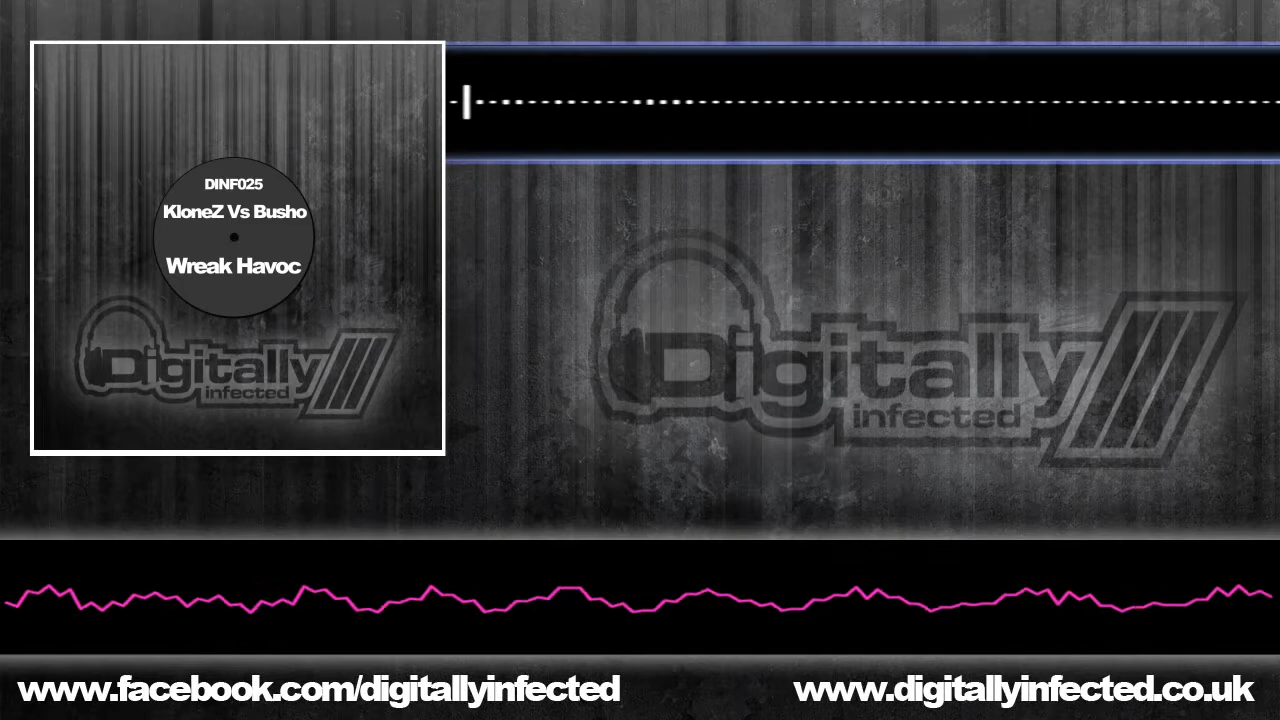 DINF025
KloneZ Vs Busho
Wreak Havoc
Digitally
infected
Digitally
infected
www.facebook.com/digitallyinfected
www.digitallyinfected.co.uk